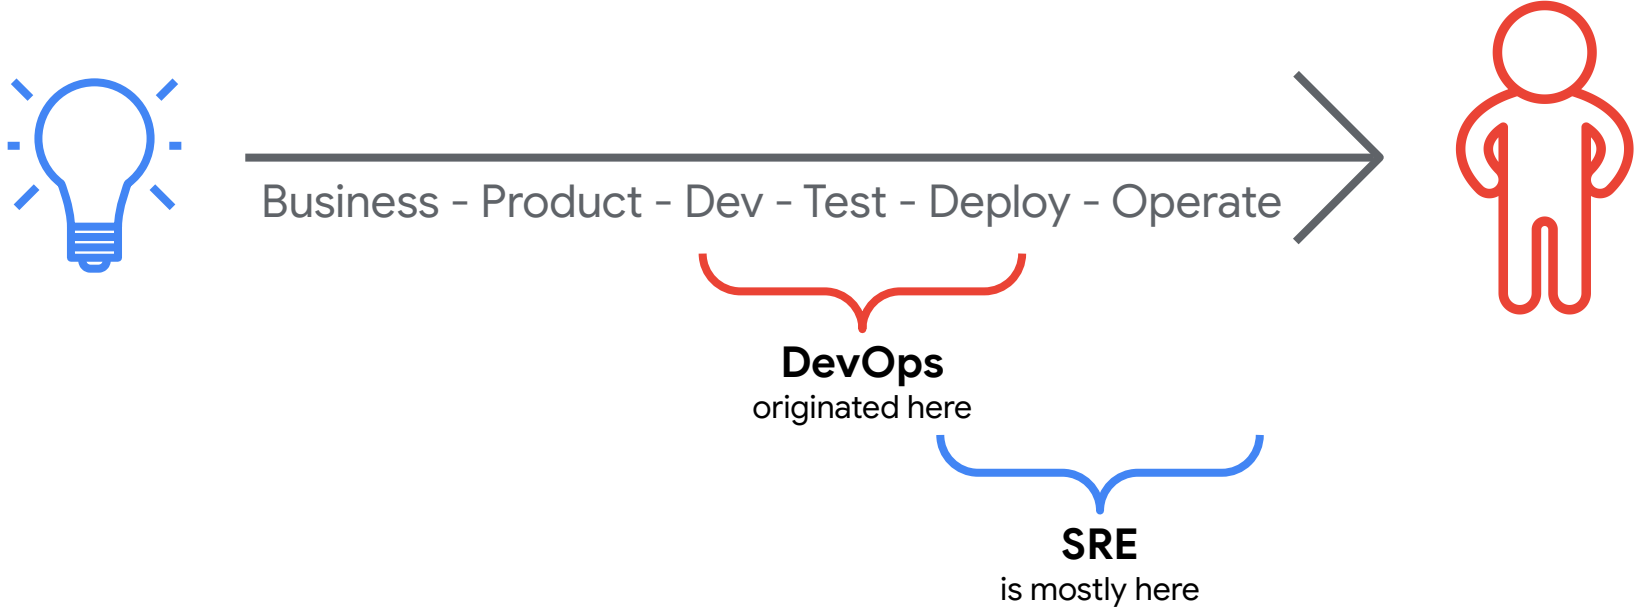 Business - Product - Dev - Test - Deploy - Operate
DevOps
originated here
SRE
is mostly here